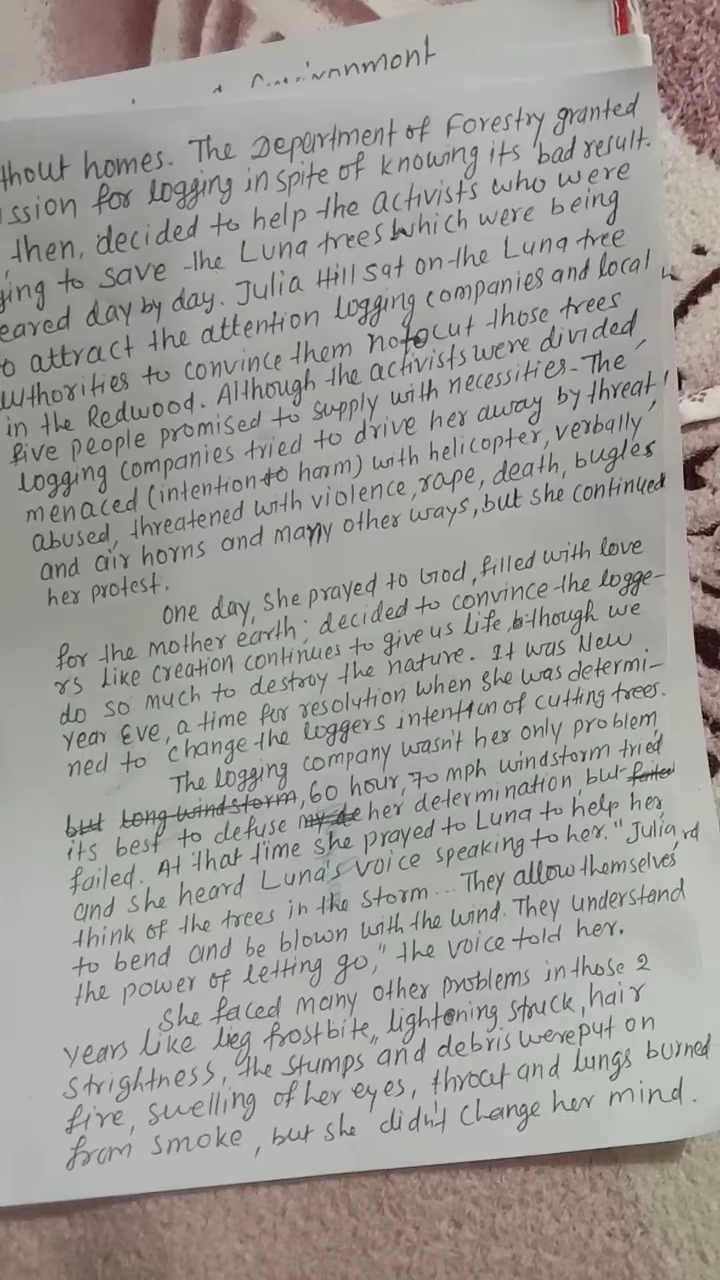 Environment
thout homes. The Department of Forestry granted
ssion for logging inspite of knowing its bad result.
then, decided to help the activists who were
ying to save the Luna trees which were being
eared day by day. Julia Hill sat on the Luna tree
o attract the attention logging companies and local
uthorities to convince them not to cut those trees
in the Redwood. Although the activists were divided,
five people promised to supply with necessities. The
logging companies tried to drive her away by threat,
menaced (intention to harm) with helicopter, verbally
abused, threatened with violence, rape, death, bugles
and air horns and many other ways, but she continued
her protest.
One day, she prayed to God, filled with love
for the mother earth; decided to convince the logge-
rs like creation continues to give us life, although we
do so much to destroy the nature. It was New
year Eve, a time for resolution when she was determi-
ned to change the loggers intention of cutting trees.
The logging company wasn't her only problem,
but long windstorm, 60 hour, 70 mph windstorm tried
its best to defuse my de her determination but failed
failed. At that time she prayed to Luna to help her
and she heard Luna's voice speaking to her. "Julia,
think of the trees in the storm... They allow themselves
to bend and be blown with the wind. They understand
the power of letting go," the voice told her.
She faced many other problems in those 2
years like leg frostbite, lightening struck, hair
strightness, the stumps and debris were put on
fire, swelling of her eyes, throat and lungs burned
from smoke, but she didn't change her mind.